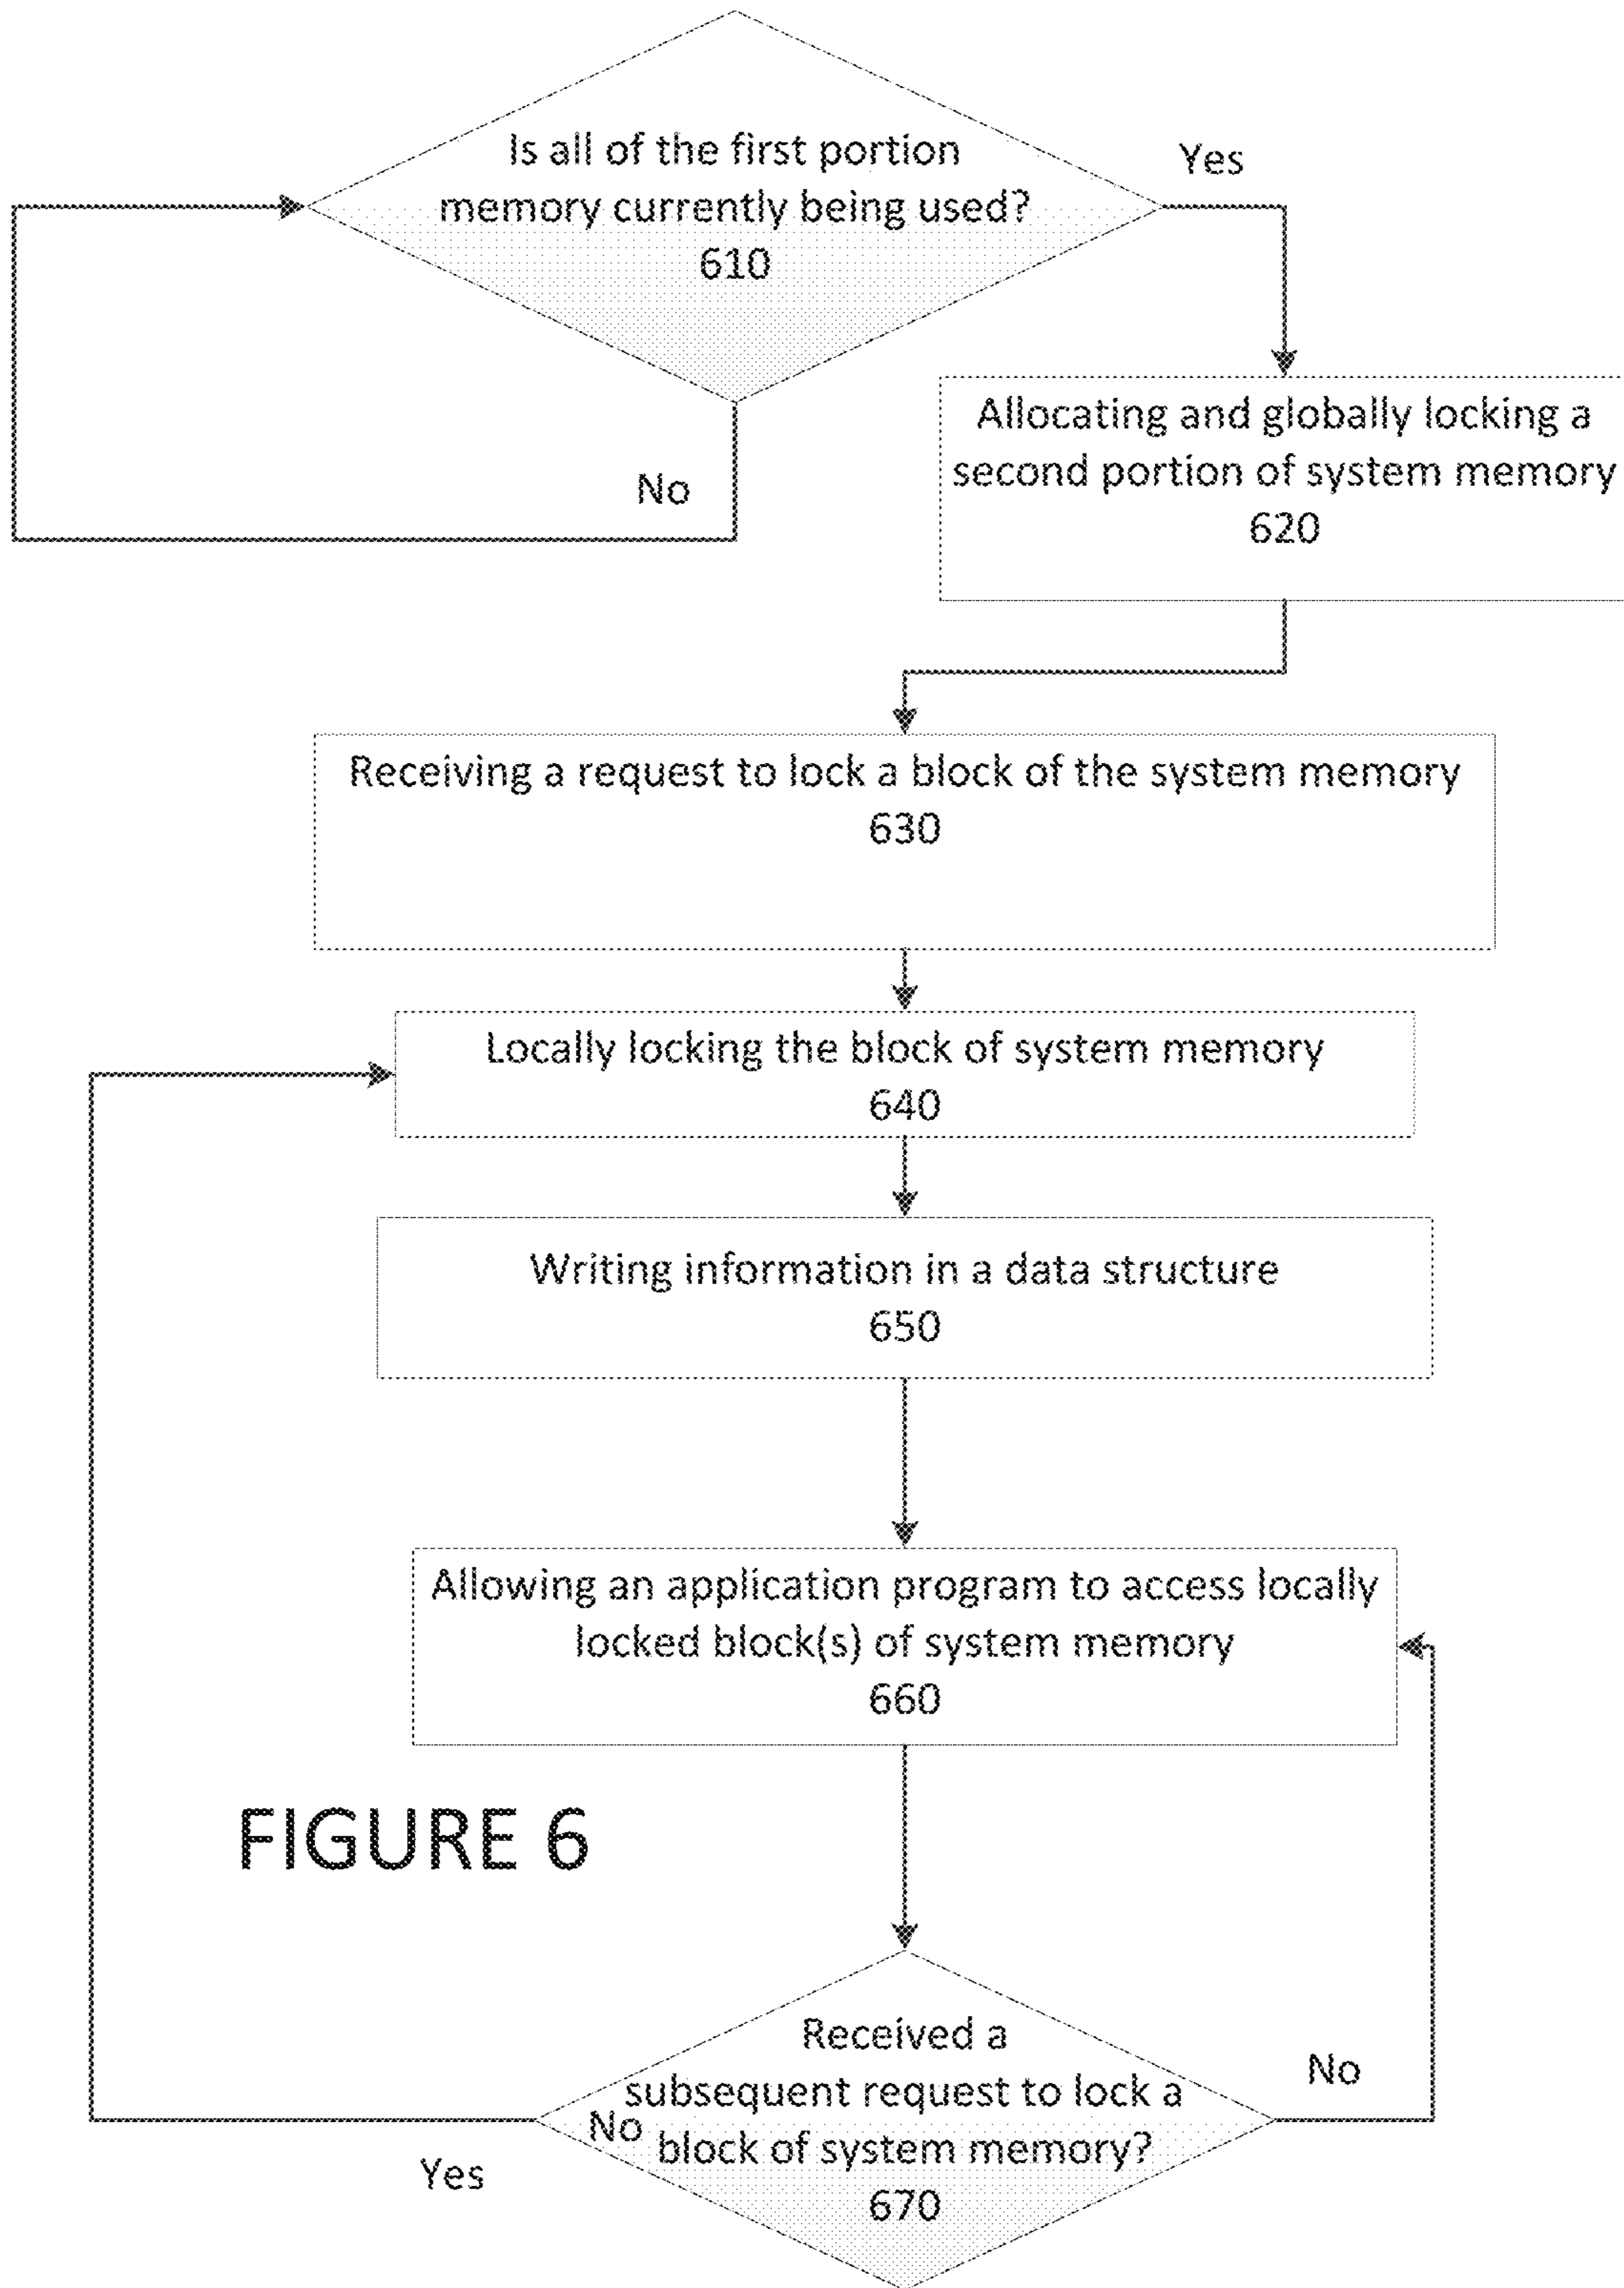 Is all of the first portion
memory currently being used?
610
Yes
No
Allocating and globally locking a
second portion of system memory
620
Receiving a request to lock a block of the system memory
630
Locally locking the block of system memory
640
Writing information in a data structure
650
Allowing an application program to access locally
locked block(s) of system memory
660
FIGURE 6
Received a
subsequent request to lock a
No
block of system memory?
670
No
Yes